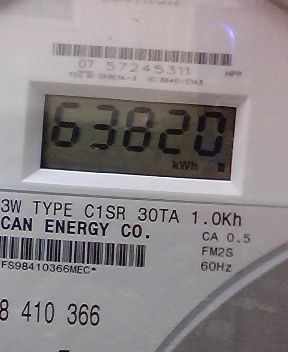 07 57245311
HPP
63820
kWh
3W TYPE C1SR 30TA 1.0Kh
CAN ENERGY CO.
CA 0.5
FM2S
60Hz
FS98410366MEC*
8 410 366